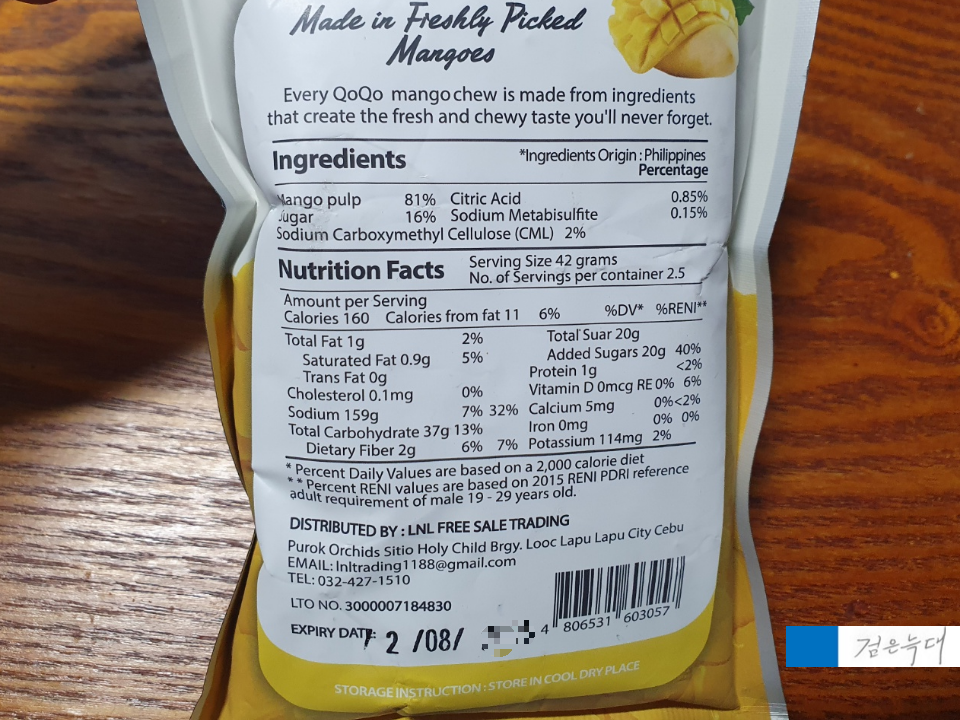 Made in Freshly Picked
Mangoes
Every QoQo mango chew is made from ingredients
that create the fresh and chewy taste you'll never forget.
Ingredients *Ingredients Origin : Philippines
Percentage
Mango pulp 81% Citric Acid 0.85%
Sugar 16% Sodium Metabisulfite 0.15%
Sodium Carboxymethyl Cellulose (CML) 2%
Nutrition Facts Serving Size 42 grams
No. of Servings per container 2.5
Amount per Serving
Calories 160 Calories from fat 11 6% %DV* %RENI**
Total Fat 1g 2% Total Suar 20g
Saturated Fat 0.9g 5% Added Sugars 20g 40%
Trans Fat 0g Protein 1g <2%
Cholesterol 0.1mg 0% Vitamin D 0mcg RE 0% 6%
Sodium 159g 7% 32% Calcium 5mg 0% <2%
Total Carbohydrate 37g 13% Iron 0mg 0% 0%
Dietary Fiber 2g 6% 7% Potassium 114mg 2%
* Percent Daily Values are based on a 2,000 calorie diet
** Percent RENI values are based on 2015 RENI PDRI reference
adult requirement of male 19 - 29 years old.
DISTRIBUTED BY : LNL FREE SALE TRADING
Purok Orchids Sitio Holy Child Brgy. Looc Lapu Lapu City Cebu
EMAIL: lnltrading1188@gmail.com
TEL: 032-427-1510
LTO NO. 3000007184830
EXPIRY DATE: 2 /08/
4 806531 603057
STORAGE INSTRUCTION : STORE IN COOL DRY PLACE
검은늑대